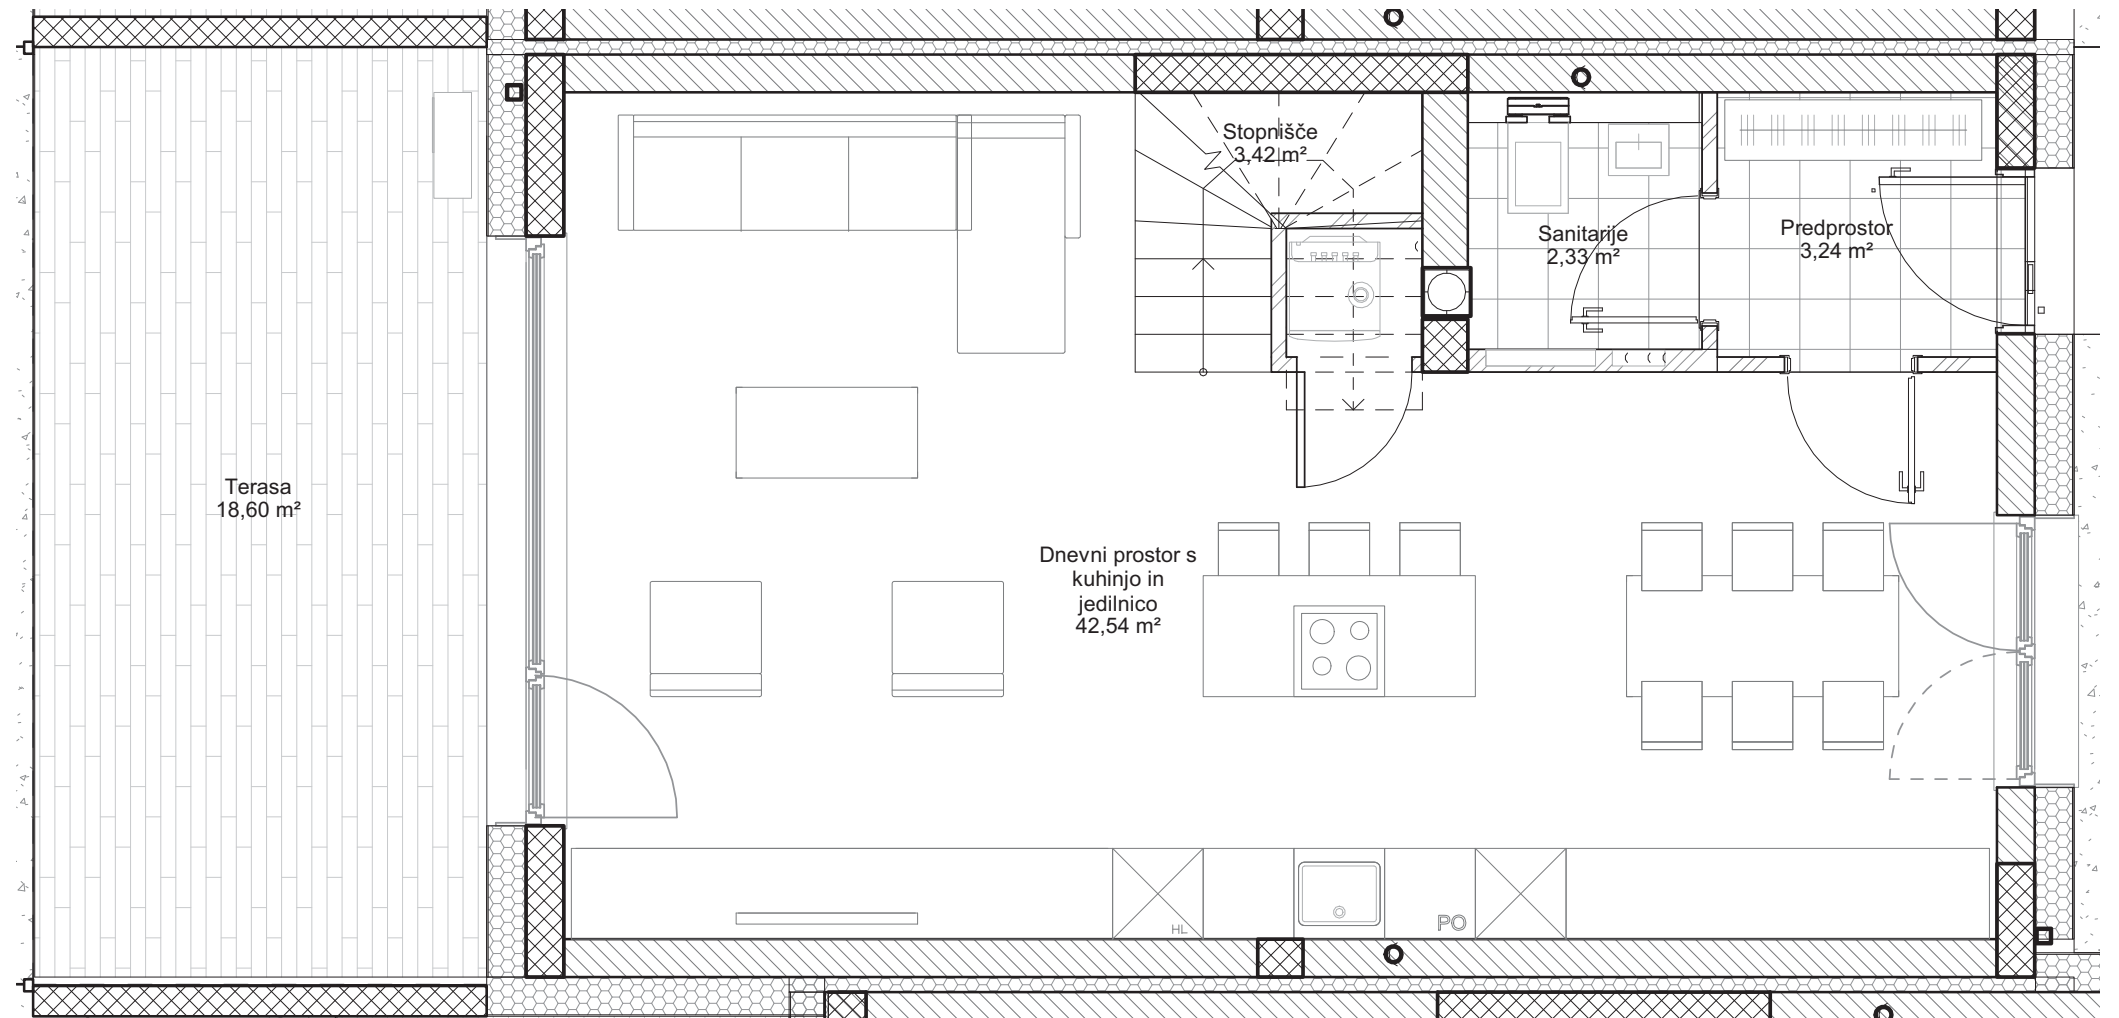 Stopnišče
3,42 m²
Sanitarije
2,33 m²
Predprostor
3,24 m²
Terasa
18,60 m²
Dnevni prostor s
kuhinjo in
jedilnico
42,54 m²
HL
PO